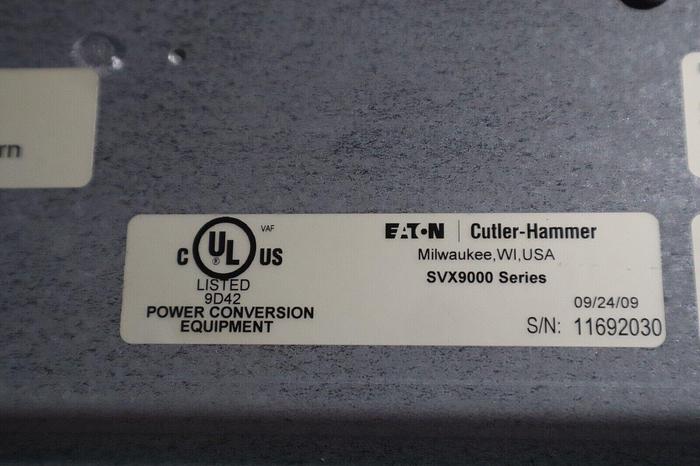 rn
VAF
C UL US
®
LISTED
9D42
POWER CONVERSION
EQUIPMENT
EATON | Cutler-Hammer
Milwaukee,WI,USA
SVX9000 Series
09/24/09
S/N: 11692030